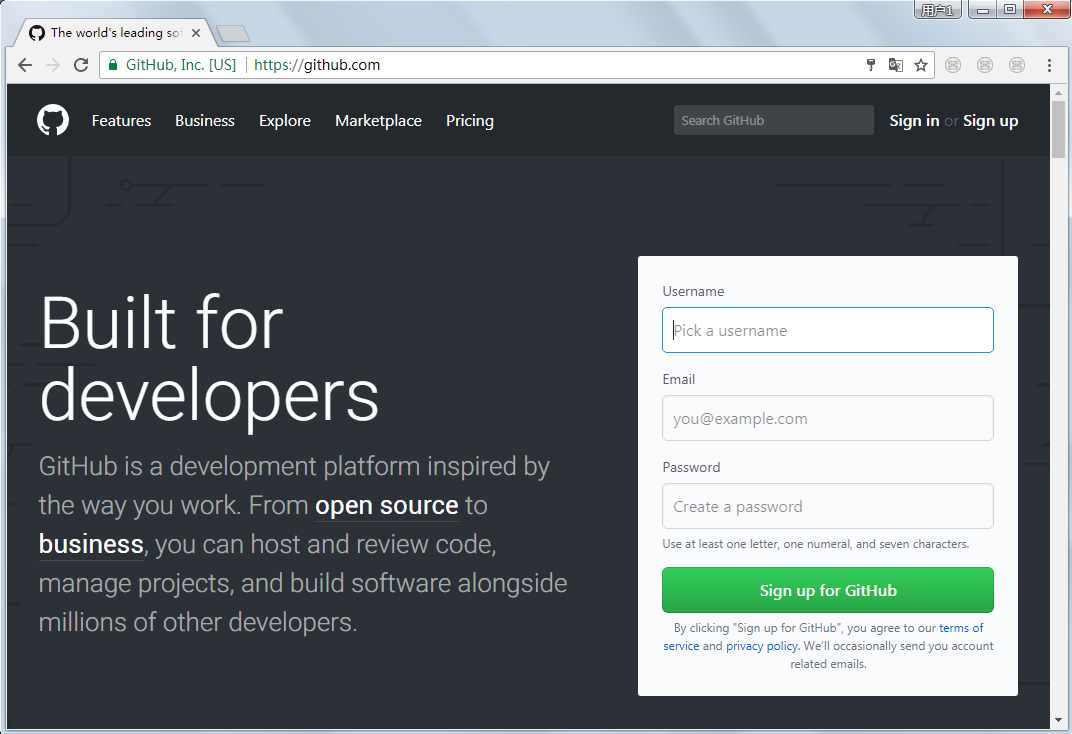 用户1
The world's leading so
GitHub, Inc. [US] https://github.com
Features Business Explore Marketplace Pricing Search GitHub Sign in or Sign up
Built for
developers
GitHub is a development platform inspired by
the way you work. From open source to
business, you can host and review code,
manage projects, and build software alongside
millions of other developers.
Username
Pick a username
Email
you@example.com
Password
Create a password
Use at least one letter, one numeral, and seven characters.
Sign up for GitHub
By clicking "Sign up for GitHub", you agree to our terms of
service and privacy policy. We'll occasionally send you account
related emails.